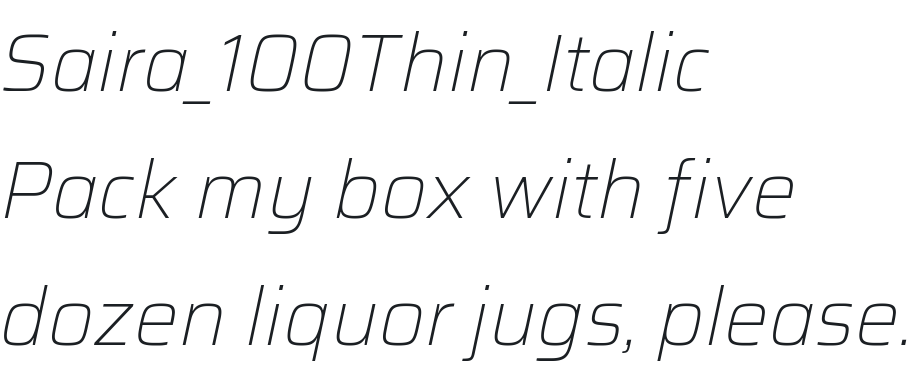 Saira_100Thin_Italic
Pack my box with five
dozen liquor jugs, please.